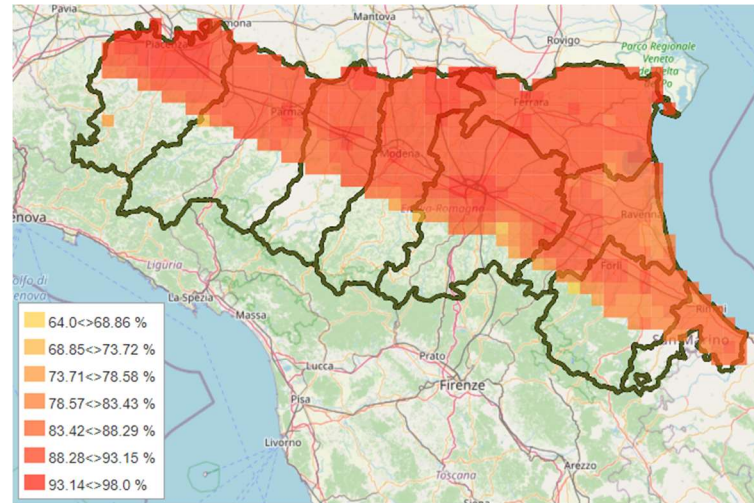 Pavia
Mantova
Rovigo
Parco Regionale
Veneto
Piacenza
Ferrara
Parma
Modena
Ravenna
Forlì
Rimini
San Marino
Liguria
La Spezia
Massa
Lucca
Prato
Firenze
Pisa
Livorno
Arezzo
Toscana
64.0<>68.86 %
68.85<>73.72 %
73.71<>78.58 %
78.57<>83.43 %
83.42<>88.29 %
88.28<>93.15 %
93.14<>98.0 %